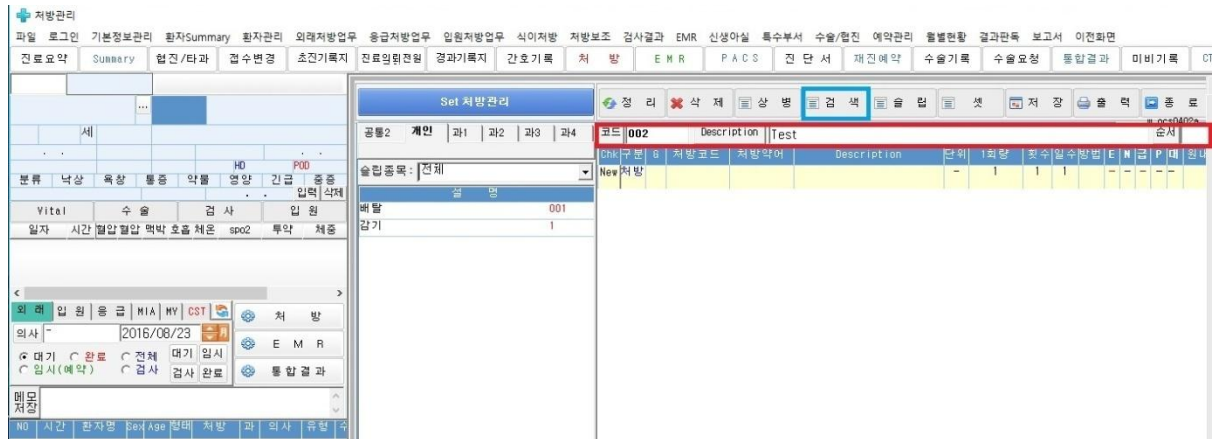 처방관리
파일 로그인 기본정보관리 환자Summary 환자관리 외래처방업무 응급처방업무 입원처방업무 식이처방 처방보조 검사결과 EMR 신생아실 특수부서 수술/협진 예약관리 월별현황 결과판독 보고서 이전화면
진료요약 Summary 협진/타과 접수변경 초진기록지 진료의뢰전원 경과기록지 간호기록 처 방 E M R P A C S 진 단 서 재진예약 수술기록 수술요청 통합결과 미비기록 CT
Set 처방관리 정 리 삭 제 상 병 검 색 슬 립 셋 저 장 출 력 종 료
... 
세 공통2 개인 과1 과2 과3 과4 코드 002 Description Test 순서
Chk 구분 G 처방코드 처방약어 Description 단위 1회량 횟수 일수 방법 E N 급 P 대 원내
New 처방 - 1 1 1 - - - - -
HD POD
분류 낙상 욕창 통증 약물 영양 긴급 중증 슬립종목: 전체
입력 삭제 설 명
Vital 수 술 검 사 입 원 배탈 001
일자 시간 혈압 혈압 맥박 호흡 체온 spo2 투약 체중 감기 1
외 래 입 원 응 급 MIA MY CST 처 방
의사 - 2016/08/23 E M R
대기 완료 전체 대기 임시
임시(예약) 검사 검사 완료 통합결과
메모
저장
NO 시간 환자명 Sex Age 형태 처방 과 의사 유형 수